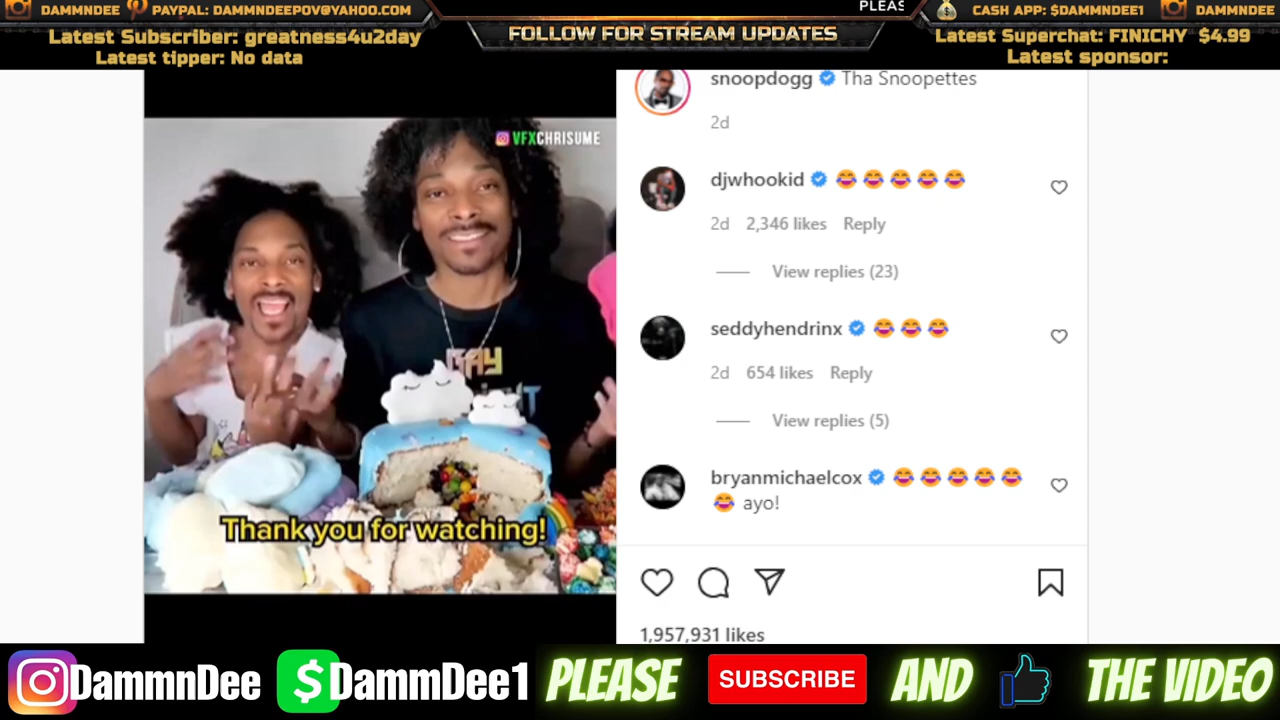 DAMMNDEE PAYPAL: DAMMNDEEPOV@YAHOO.COM
Latest Subscriber: greatness4u2day
Latest tipper: No data
PLEAS
FOLLOW FOR STREAM UPDATES
CASH APP: $DAMMNDEE1 DAMMNDEE
Latest Superchat: FINICHY $4.99
Latest sponsor:
VFXCHRISUME
Thank you for watching!
snoopdogg Tha Snoopettes
2d
djwhookid 😂😂😂😂😂
2d 2,346 likes Reply
View replies (23)
seddyhendrinx 😂😂😂
2d 654 likes Reply
View replies (5)
bryanmichaelcox 😂😂😂😂😂
😂 ayo!
1,957,931 likes
DammnDee $DammDee1 PLEASE SUBSCRIBE AND THE VIDEO